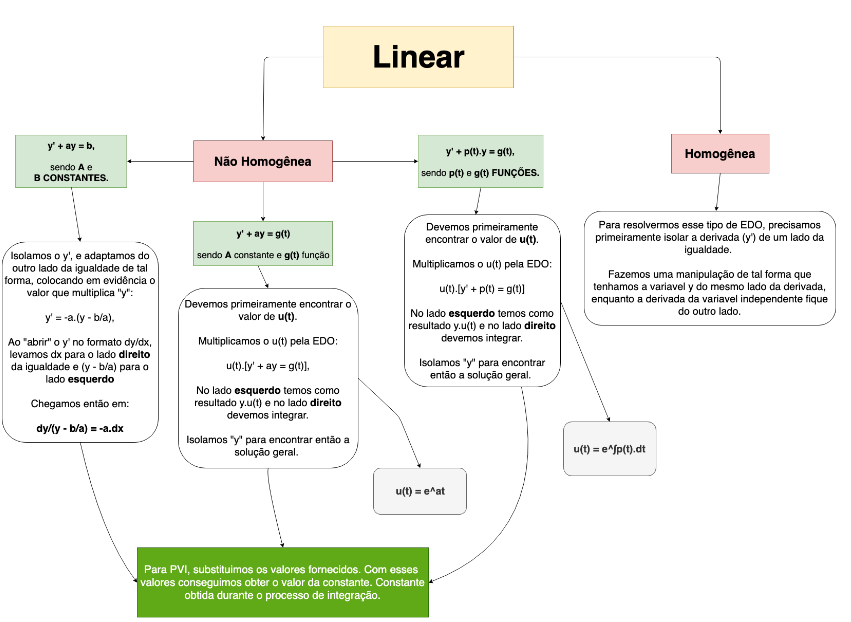 Linear
Não Homogênea
Homogênea
y' + ay = b,
sendo A e
B CONSTANTES.
Isolamos o y', e adaptamos do
outro lado da igualdade de tal
forma, colocando em evidência o
valor que multiplica "y":
y' = -a.(y - b/a),
Ao "abrir" o y' no formato dy/dx,
levamos dx para o lado direito
da igualdade e (y - b/a) para o
lado esquerdo
Chegamos então em:
dy/(y - b/a) = -a.dx
y' + ay = g(t)
sendo A constante e g(t) função
Devemos primeiramente encontrar o
valor de u(t).
Multiplicamos o u(t) pela EDO:
u(t).[y' + ay = g(t)],
No lado esquerdo temos como
resultado y.u(t) e no lado direito
devemos integrar.
Isolamos "y" para encontrar então a
solução geral.
u(t) = e^at
y' + p(t).y = g(t),
sendo p(t) e g(t) FUNÇÕES.
Devemos primeiramente
encontrar o valor de u(t).
Multiplicamos o u(t) pela EDO:
u(t).[y' + p(t) = g(t)]
No lado esquerdo temos como
resultado y.u(t) e no lado direito
devemos integrar.
Isolamos "y" para encontrar
então a solução geral.
u(t) = e^∫p(t).dt
Para resolvermos esse tipo de EDO, precisamos
primeiramente isolar a derivada (y') de um lado da
igualdade.
Fazemos uma manipulação de tal forma que
tenhamos a variavel y do mesmo lado da derivada,
enquanto a derivada da variavel independente fique
do outro lado.
Para PVI, substituimos os valores fornecidos. Com esses
valores conseguimos obter o valor da constante. Constante
obtida durante o processo de integração.